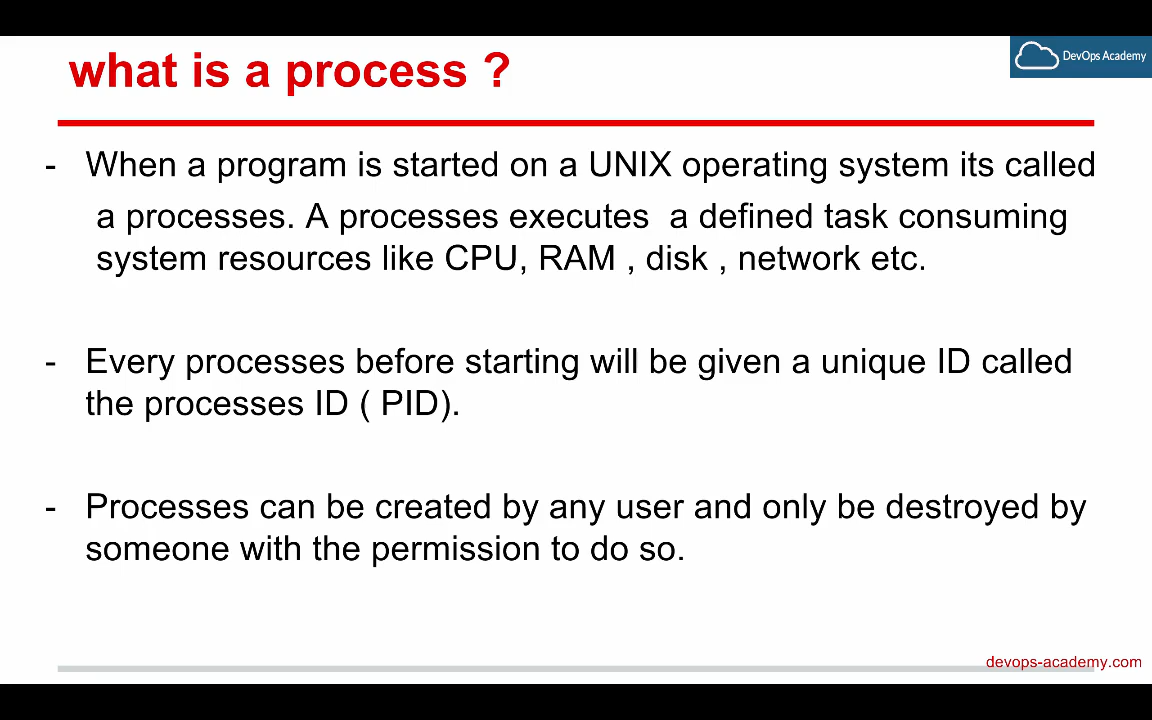 what is a process ?
DevOps Academy
- When a program is started on a UNIX operating system its called
a processes. A processes executes  a defined task consuming
system resources like CPU, RAM , disk , network etc.
- Every processes before starting will be given a unique ID called
the processes ID ( PID).
- Processes can be created by any user and only be destroyed by
someone with the permission to do so.
devops-academy.com